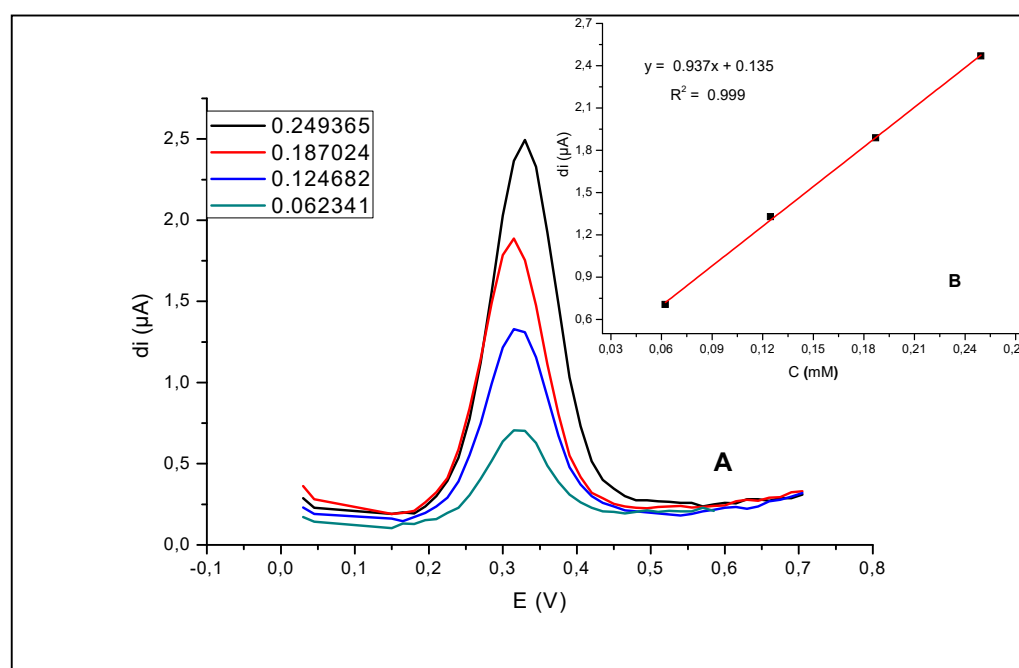 0.249365
0.187024
0.124682
0.062341
2,5
2,0
1,5
1,0
0,5
0,0
di (µA)
-0,1 0,0 0,1 0,2 0,3 0,4 0,5 0,6 0,7 0,8
E (V)
A
y = 0.937x + 0.135
R² = 0.999
2,7
2,4
2,1
1,8
1,5
1,2
0,9
0,6
di (µA)
0,03 0,06 0,09 0,12 0,15 0,18 0,21 0,24
C (mM)
B